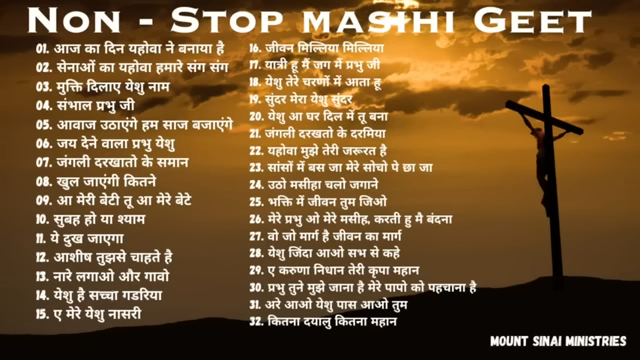 Non - Stop masihi Geet
01. आज का दिन यहोवा ने बनाया है
02. सेनाओं का यहोवा हमारे संग संग
03. मुक्ति दिलाए येशु नाम
04. संभाल प्रभु जी
05. आवाज उठाएंगे हम साज बजाएंगे
06. जय देने वाला प्रभु येशु
07. जंगली दरखातो के समान
08. खुल जाएंगी कितने
09. आ मेरी बेटी तू आ मेरे बेटे
10. सुबह हो या श्याम
11. ये दुख जाएगा
12. आशीष तुझसे चाहते है
13. नारे लगाओ और गावो
14. येशु है सच्चा गडरिया
15. ए मेरे येशु नासरी
16. जीवन मिल्लिया मिल्लिया
17. यात्री हू मैं जग में प्रभु जी
18. येशु तेरे चरणों में आता हू
19. सुंदर मेरा येशु सुंदर
20. येशु आ घर दिल में तू बना
21. जंगली दरखतो के दरमिया
22. यहोवा मुझे तेरी जरूरत है
23. सांसों में बस जा मेरे सोचो पे छा जा
24. उठो मसीहा चलो जगाने
25. भक्ति में जीवन तुम जिओ
26. मेरे प्रभु ओ मेरे मसीह, करती हु मै बंदना
27. वो जो मार्ग है जीवन का मार्ग
28. येशु जिंदा आओ सभ से कहे
29. ए करुणा निधान तेरी कृपा महान
30. प्रभु तुने मुझे जाना है मेरे पापो को पहचाना है
31. अरे आओ येशु पास आओ तुम
32. कितना दयालु कितना महान
MOUNT SINAI MINISTRIES